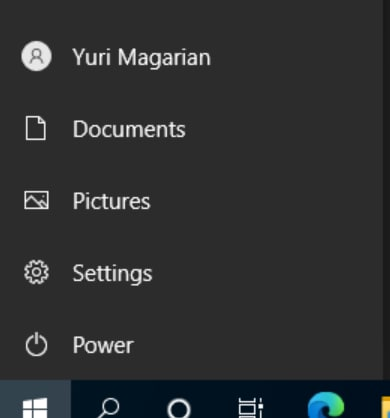 Yuri Magarian
Documents
Pictures
Settings
Power